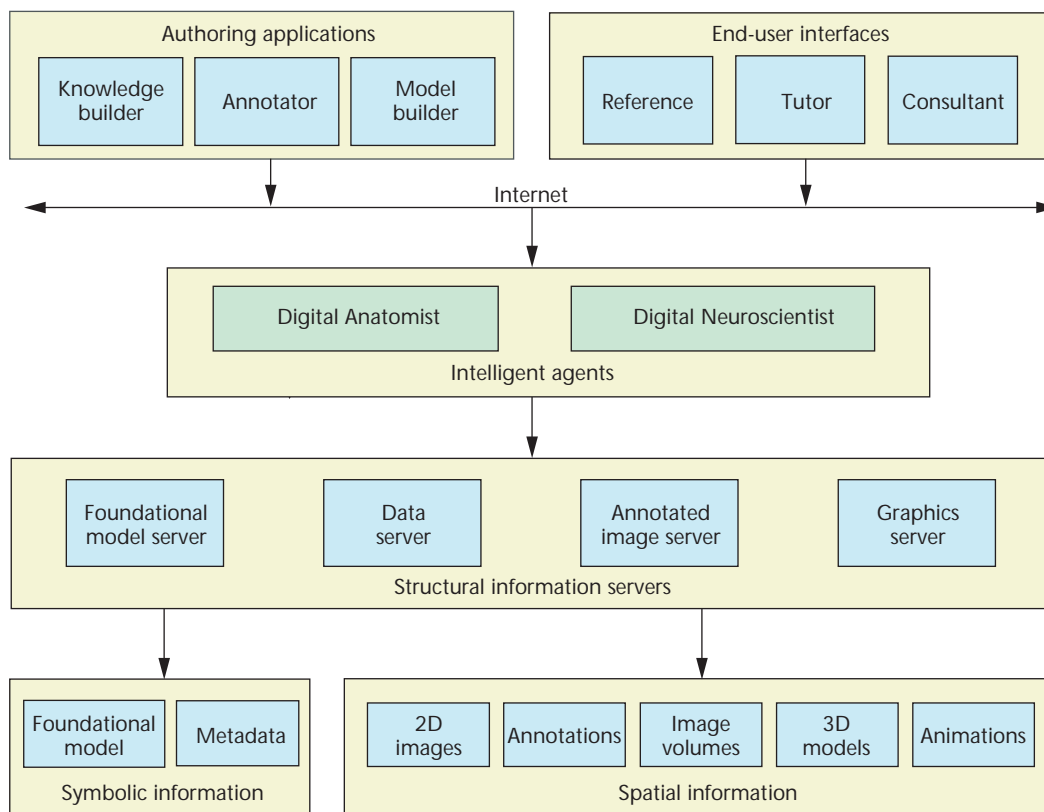 Authoring applications
Knowledge
builder
Annotator
Model
builder
End-user interfaces
Reference
Tutor
Consultant
Internet
Digital Anatomist
Digital Neuroscientist
Intelligent agents
Foundational
model server
Data
server
Annotated
image server
Graphics
server
Structural information servers
Foundational
model
Metadata
Symbolic information
2D
images
Annotations
Image
volumes
3D
models
Animations
Spatial information